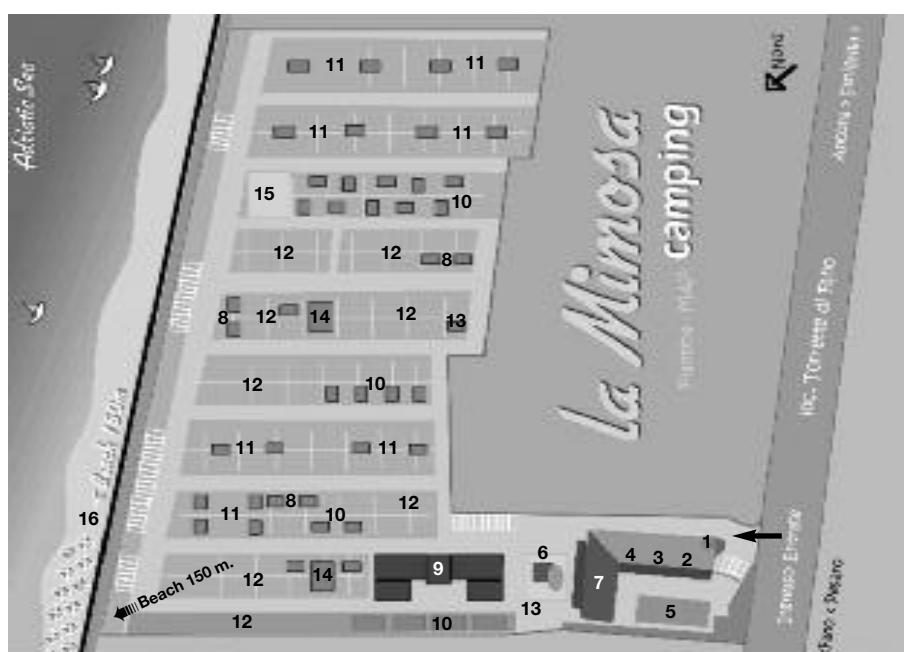 Adriatic Sea
La Mimosa
camping
Nord
11 11
11 11
15 10
12 12 8
8 12 14 12 13
12 10
11 11
11 8 10 12
16
Beach 150 m.
12 14 9
12 10 13
6 7
4 3 2 1
5